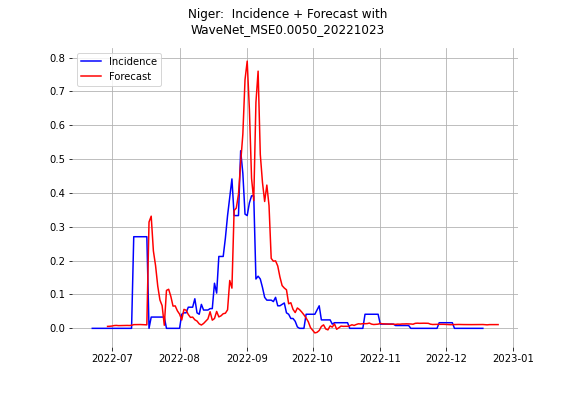 Niger:  Incidence + Forecast with
WaveNet_MSE0.0050_20221023
Incidence
Forecast
0.8
0.7
0.6
0.5
0.4
0.3
0.2
0.1
0.0
2022-07 2022-08 2022-09 2022-10 2022-11 2022-12 2023-01